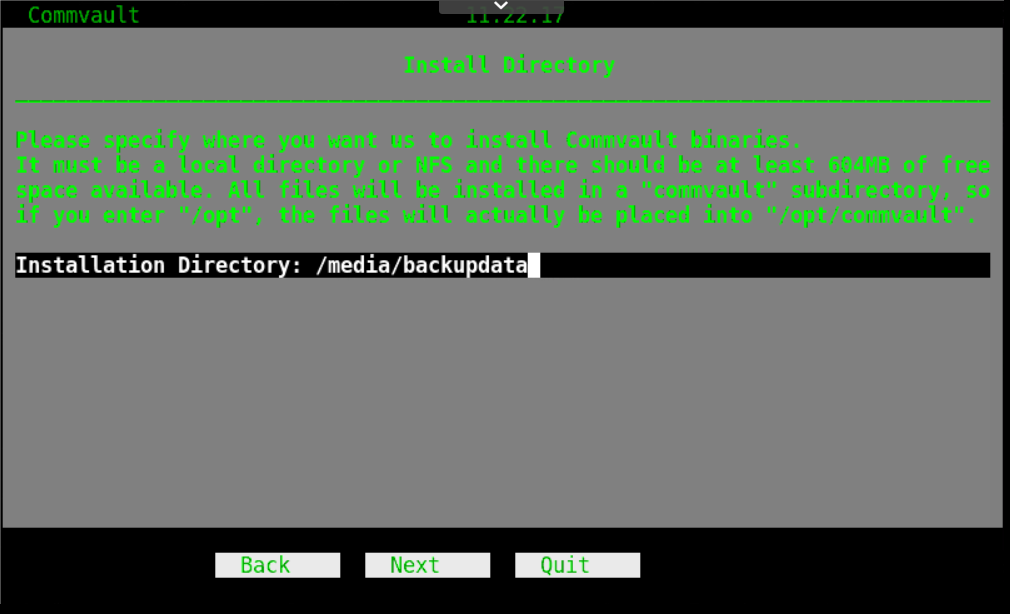 Commvault 11.22.17
Install Directory
Please specify where you want us to install Commvault binaries.
It must be a local directory or NFS and there should be at least 604MB of free
space available. All files will be installed in a "commvault" subdirectory, so
if you enter "/opt", the files will actually be placed into "/opt/commvault".
Installation Directory: /media/backupdata
Back Next Quit